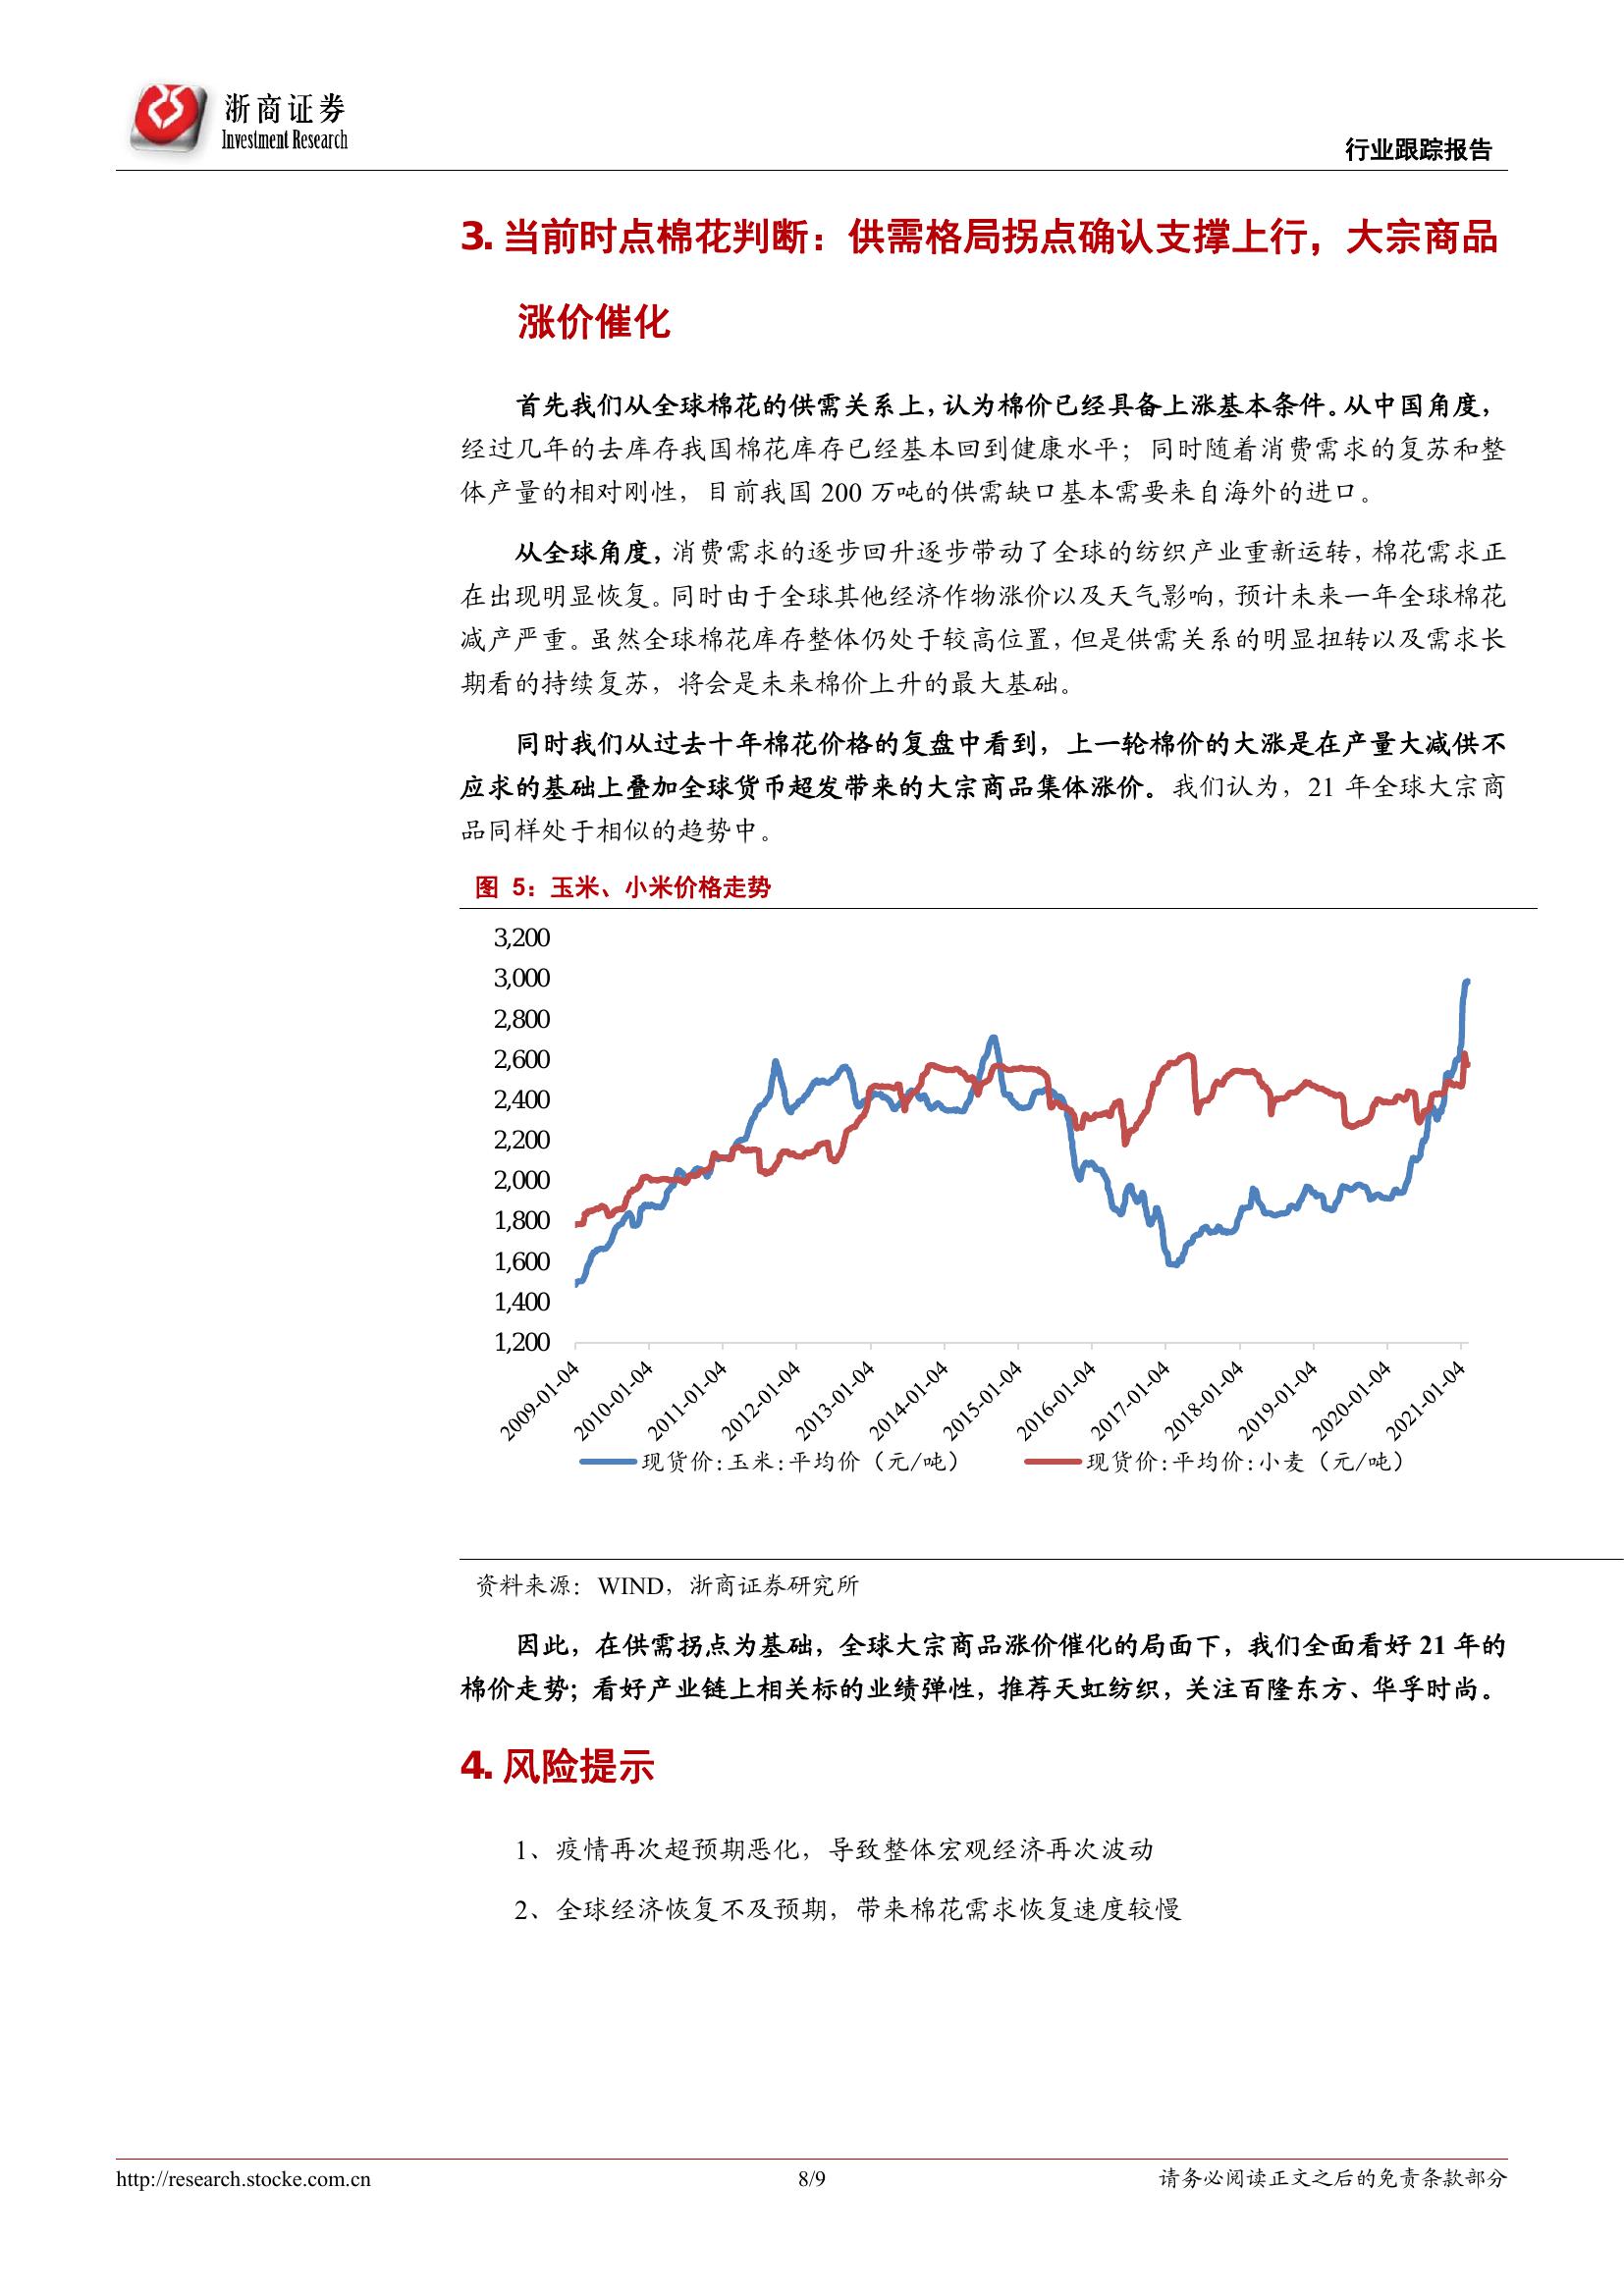 浙商证券
Investment Research
行业跟踪报告
3. 当前时点棉花判断：供需格局拐点确认支撑上行，大宗商品
涨价催化
首先我们从全球棉花的供需关系上，认为棉价已经具备上涨基本条件。从中国角度，
经过几年的去库存我国棉花库存已经基本回到健康水平；同时随着消费需求的复苏和整
体产量的相对刚性，目前我国 200 万吨的供需缺口基本需要来自海外的进口。
从全球角度，消费需求的逐步回升逐步带动了全球的纺织产业重新运转，棉花需求正
在出现明显恢复。同时由于全球其他经济作物涨价以及天气影响，预计未来一年全球棉花
减产严重。虽然全球棉花库存整体仍处于较高位置，但是供需关系的明显扭转以及需求长
期看的持续复苏，将会是未来棉价上升的最大基础。
同时我们从过去十年棉花价格的复盘中看到，上一轮棉价的大涨是在产量大减供不
应求的基础上叠加全球货币超发带来的大宗商品集体涨价。我们认为，21 年全球大宗商
品同样处于相似的趋势中。
图 5：玉米、小米价格走势
3,200
3,000
2,800
2,600
2,400
2,200
2,000
1,800
1,600
1,400
1,200
2009-01-04
2010-01-04
2011-01-04
2012-01-04
2013-01-04
2014-01-04
2015-01-04
2016-01-04
2017-01-04
2018-01-04
2019-01-04
2020-01-04
2021-01-04
现货价:玉米:平均价（元/吨） 现货价:平均价:小麦（元/吨）
资料来源：WIND，浙商证券研究所
因此，在供需拐点为基础，全球大宗商品涨价催化的局面下，我们全面看好 21 年的
棉价走势；看好产业链上相关标的业绩弹性，推荐天虹纺织，关注百隆东方、华孚时尚。
4. 风险提示
1、疫情再次超预期恶化，导致整体宏观经济再次波动
2、全球经济恢复不及预期，带来棉花需求恢复速度较慢
http://research.stocke.com.cn 8/9 请务必阅读正文之后的免责条款部分